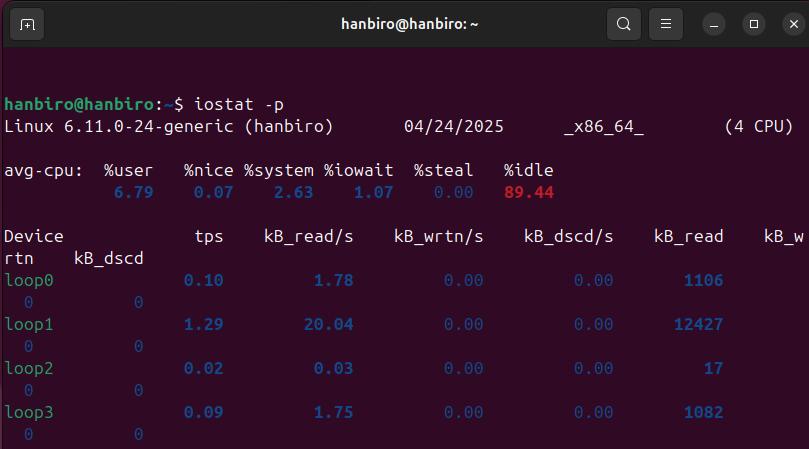 hanbiro@hanbiro: ~
hanbiro@hanbiro:~$ iostat -p
Linux 6.11.0-24-generic (hanbiro) 04/24/2025 _x86_64_ (4 CPU)
avg-cpu: %user %nice %system %iowait %steal %idle
6.79 0.07 2.63 1.07 0.00 89.44
Device tps kB_read/s kB_wrtn/s kB_dscd/s kB_read kB_w
rtn kB_dscd
loop0 0.10 1.78 0.00 0.00 1106
0 0
loop1 1.29 20.04 0.00 0.00 12427
0 0
loop2 0.02 0.03 0.00 0.00 17
0 0
loop3 0.09 1.75 0.00 0.00 1082
0 0